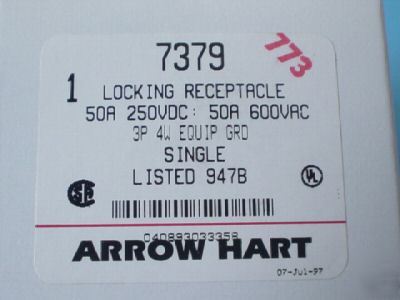 7379
773
1 LOCKING RECEPTACLE
50A 250VDC: 50A 600VAC
3P 4W EQUIP GRD
SINGLE
LISTED 947B
UL
040893033358
ARROW HART
07-Jul-97